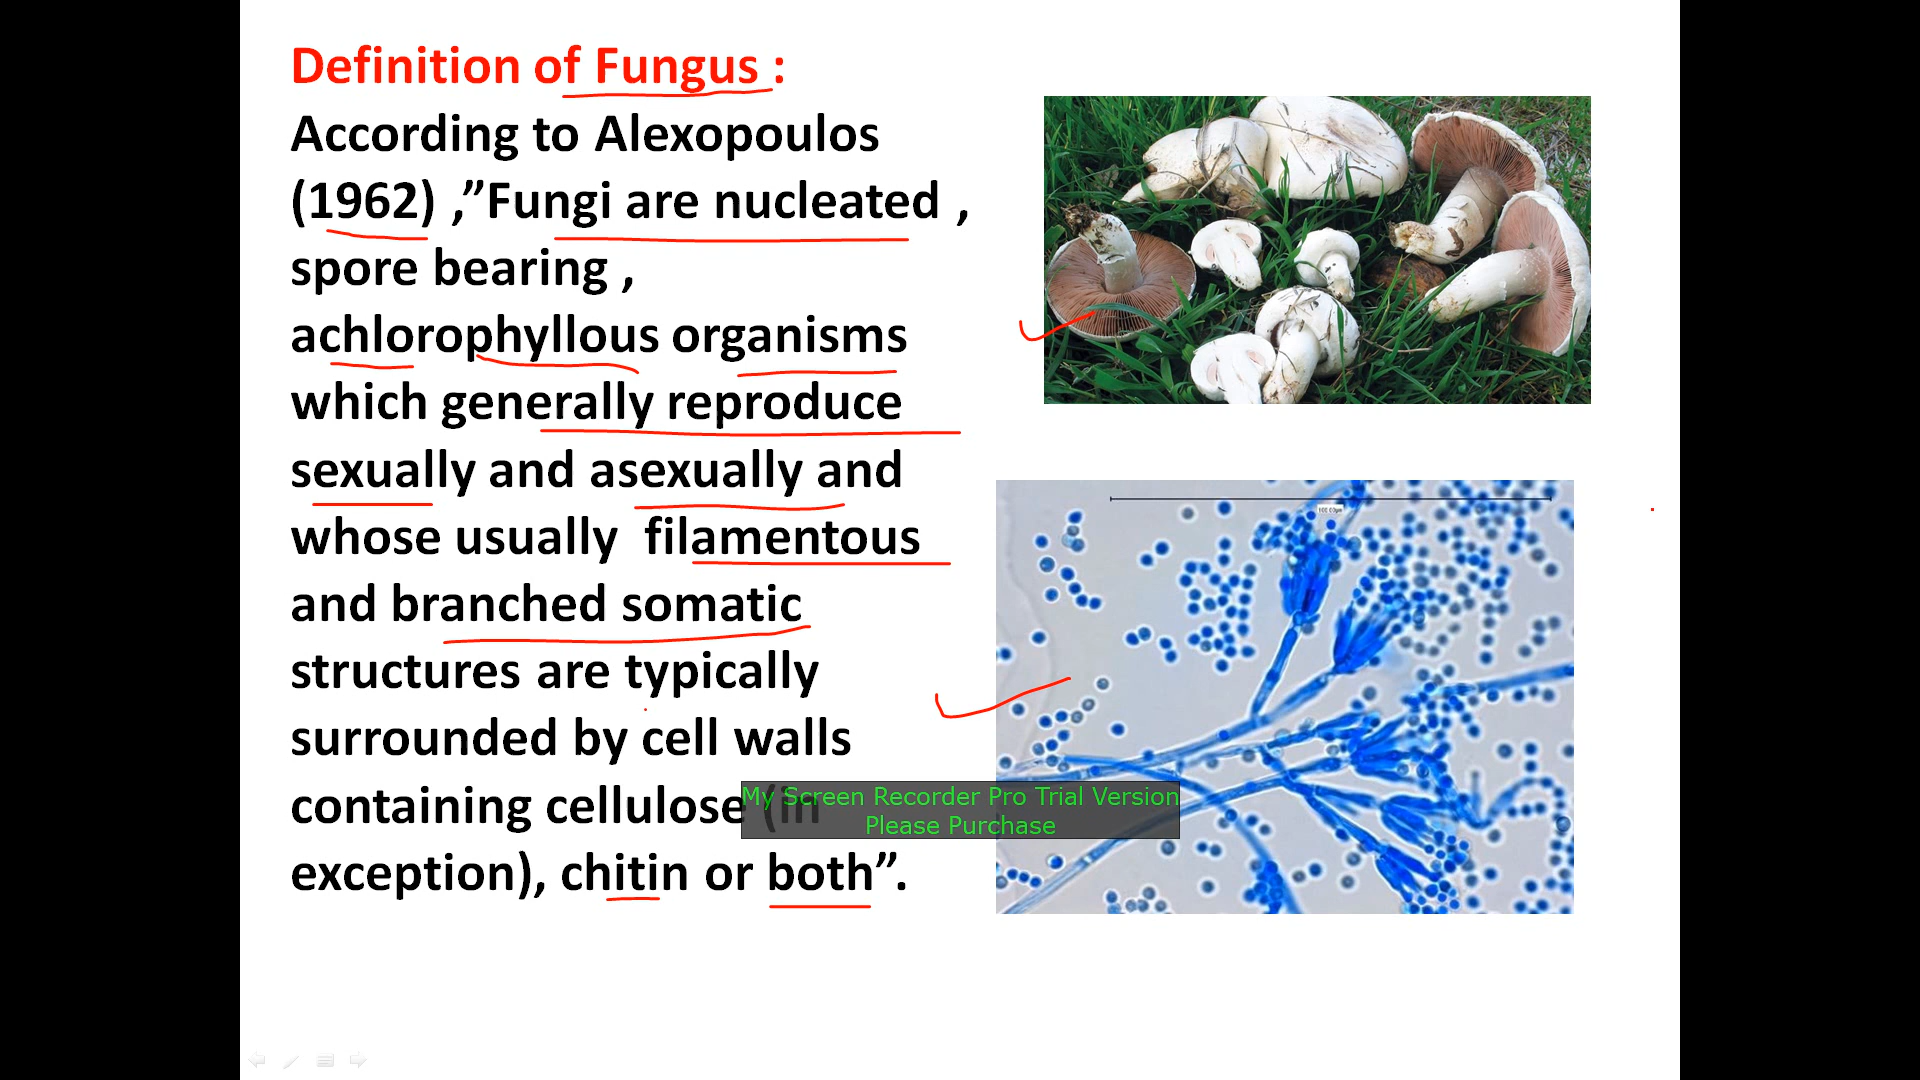 Definition of Fungus :
According to Alexopoulos
(1962) ,”Fungi are nucleated ,
spore bearing ,
achlorophyllous organisms
which generally reproduce
sexually and asexually and
whose usually filamentous
and branched somatic
structures are typically
surrounded by cell walls
containing cellulose (in
exception), chitin or both”.
My Screen Recorder Pro Trial Version
Please Purchase